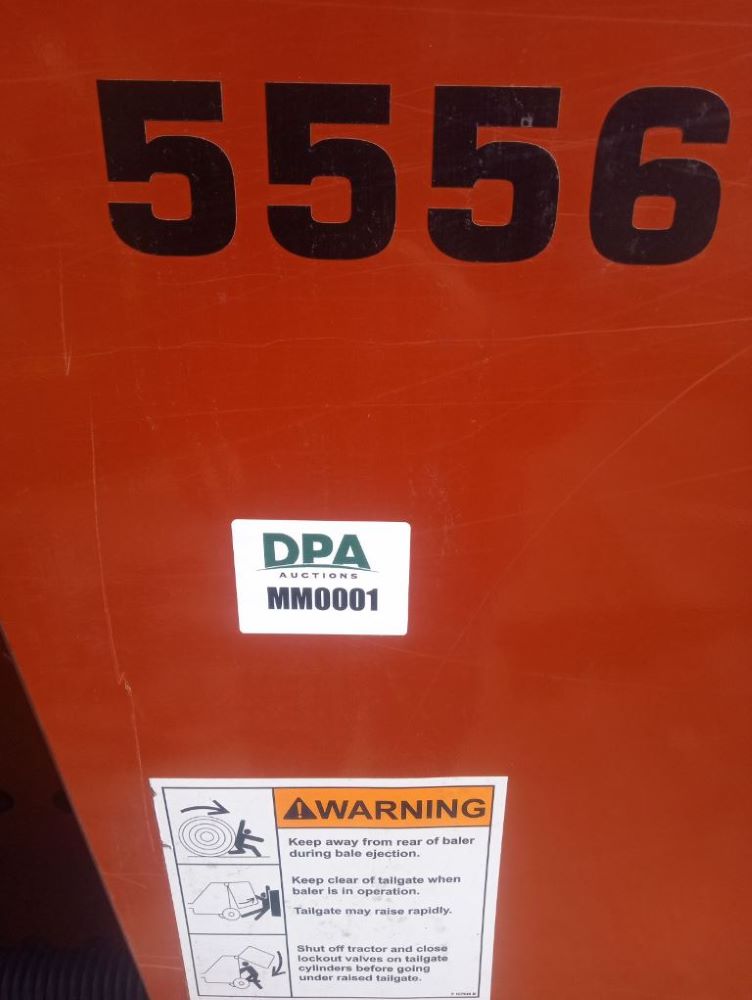 5556
DPA
AUCTIONS
MM0001
WARNING
Keep away from rear of baler
during bale ejection.
Keep clear of tailgate when
baler is in operation.
Tailgate may raise rapidly.
Shut off tractor and close
lockout valves on tailgate
cylinders before going
under raised tailgate.